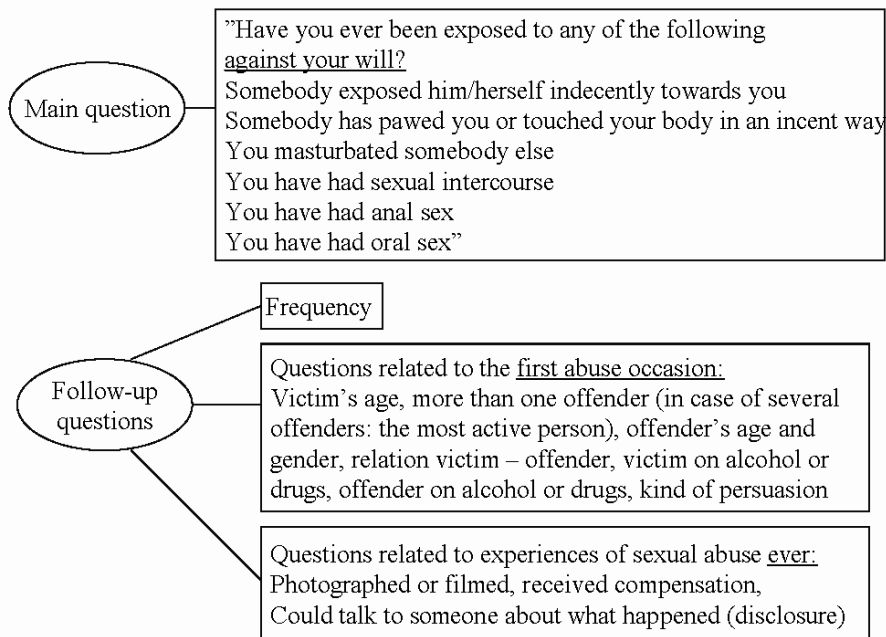 ”Have you ever been exposed to any of the following
against your will?
Somebody exposed him/herself indecently towards you
Somebody has pawed you or touched your body in an incent way
You masturbated somebody else
You have had sexual intercourse
You have had anal sex
You have had oral sex”
Main question
Frequency
Follow-up
questions
Questions related to the first abuse occasion:
Victim’s age, more than one offender (in case of several
offenders: the most active person), offender’s age and
gender, relation victim – offender, victim on alcohol or
drugs, offender on alcohol or drugs, kind of persuasion
Questions related to experiences of sexual abuse ever:
Photographed or filmed, received compensation,
Could talk to someone about what happened (disclosure)